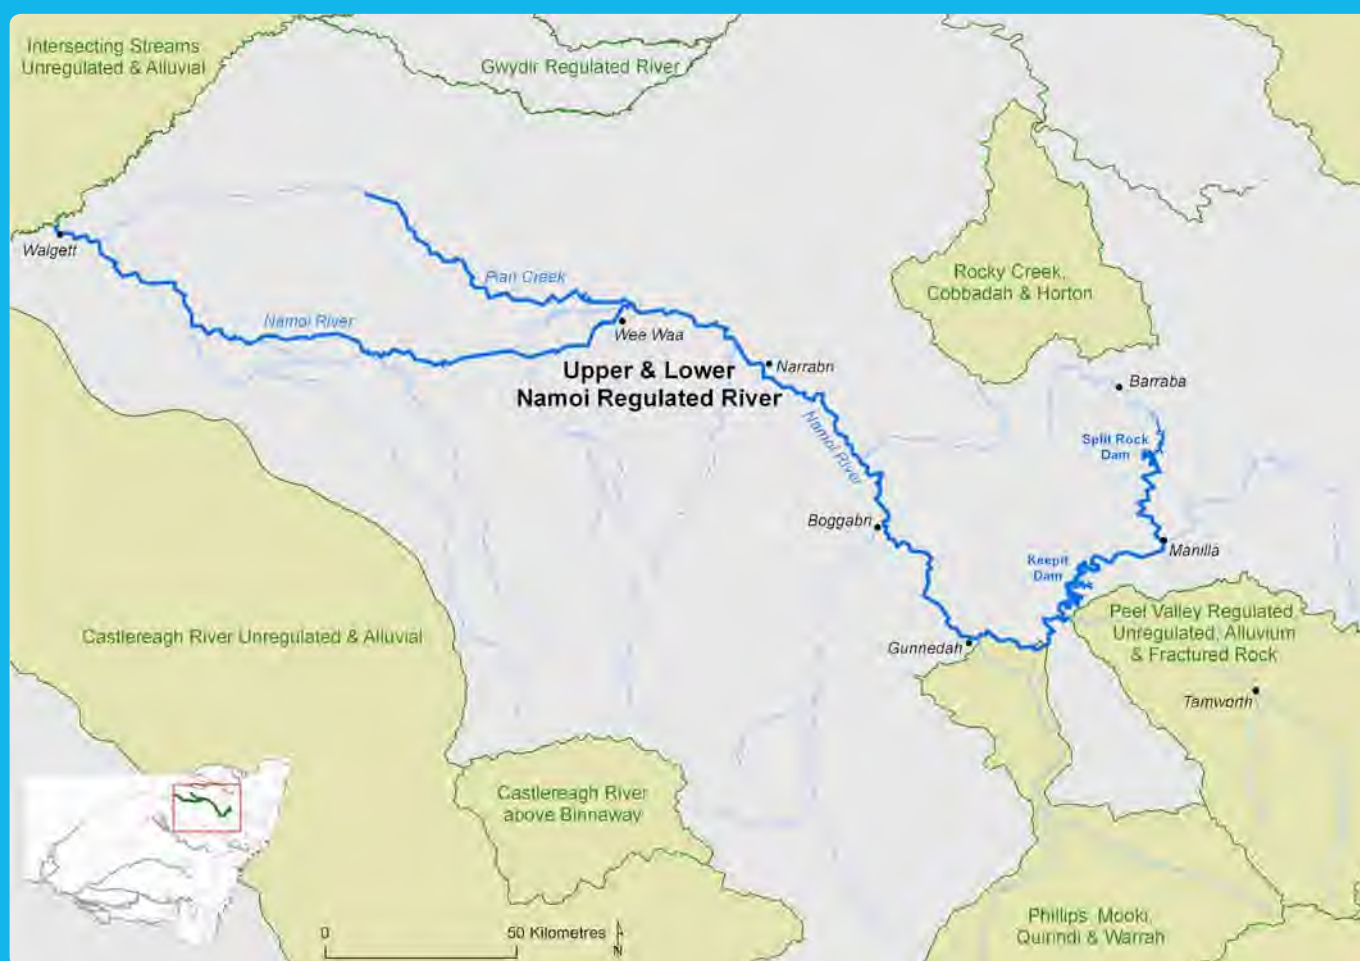 Intersecting Streams
Unregulated & Alluvial
Gwydir Regulated River
Rocky Creek,
Cobbadah & Horton
Walgett
Pian Creek
Namoi River
Wee Waa
Upper & Lower
Namoi Regulated River
Narrabri
Barraba
Namoi River
Split Rock
Dam
Boggabri
Manilla
Keepit
Dam
Peel Valley Regulated,
Unregulated, Alluvium
& Fractured Rock
Castlereagh River Unregulated & Alluvial
Gunnedah
Tamworth
Castlereagh River
above Binnaway
Phillips, Mooki,
Quirindi & Warrah
0 50 Kilometres
N